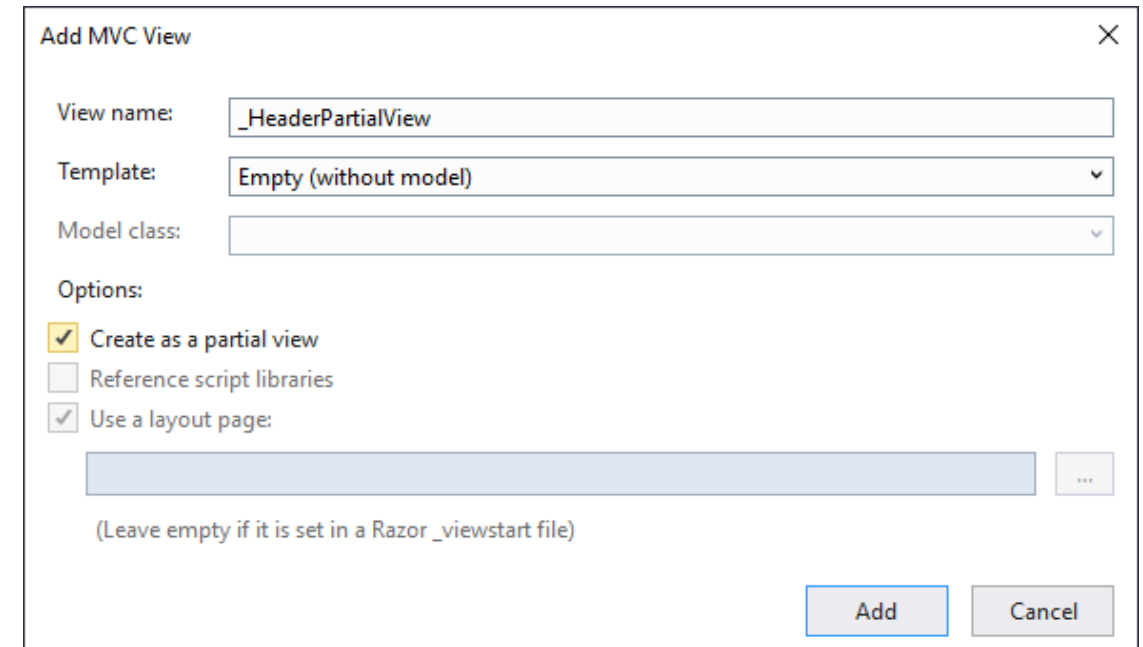 Add MVC View
View name:
_HeaderPartialView
Template:
Empty (without model)
Model class:
Options:
Create as a partial view
Reference script libraries
Use a layout page:
...
(Leave empty if it is set in a Razor _viewstart file)
Add
Cancel